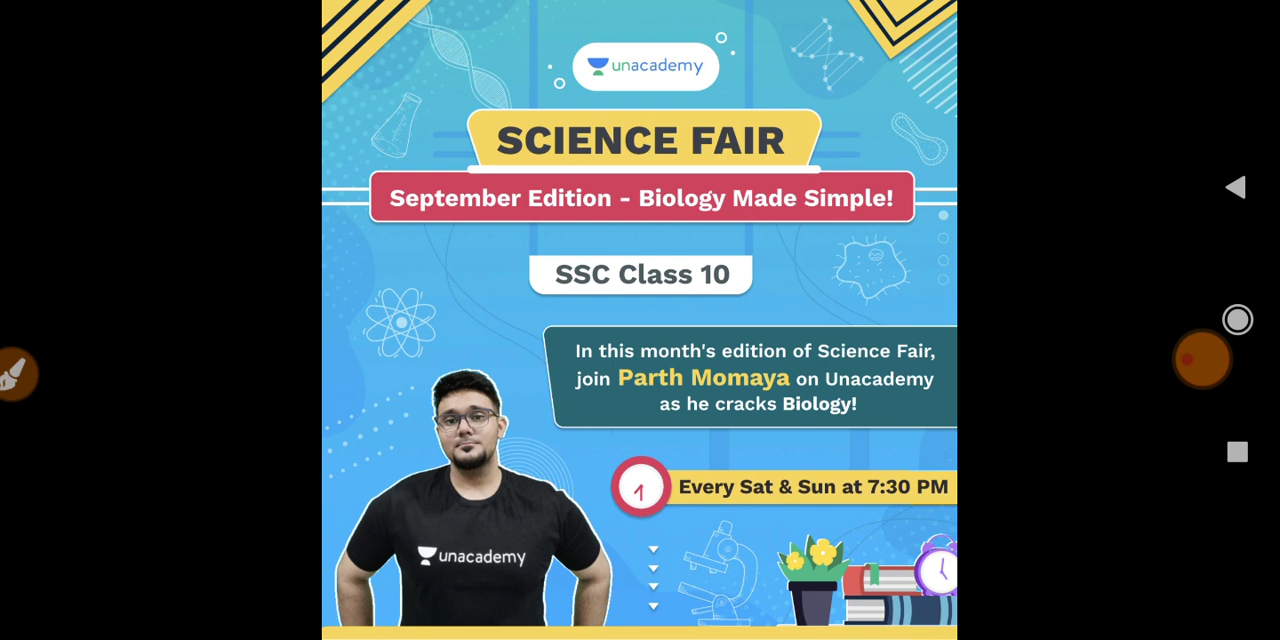 unacademy
SCIENCE FAIR
September Edition - Biology Made Simple!
SSC Class 10
In this month's edition of Science Fair,
join Parth Momaya on Unacademy
as he cracks Biology!
Every Sat & Sun at 7:30 PM
unacademy